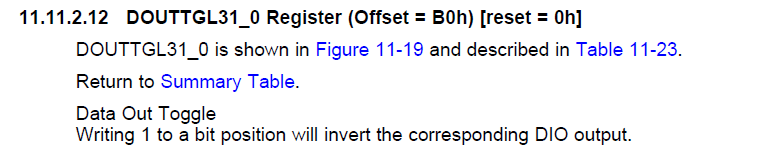 11.11.2.12 DOUTTGL31_0 Register (Offset = B0h) [reset = 0h]
DOUTTGL31_0 is shown in Figure 11-19 and described in Table 11-23.
Return to Summary Table.
Data Out Toggle
Writing 1 to a bit position will invert the corresponding DIO output.